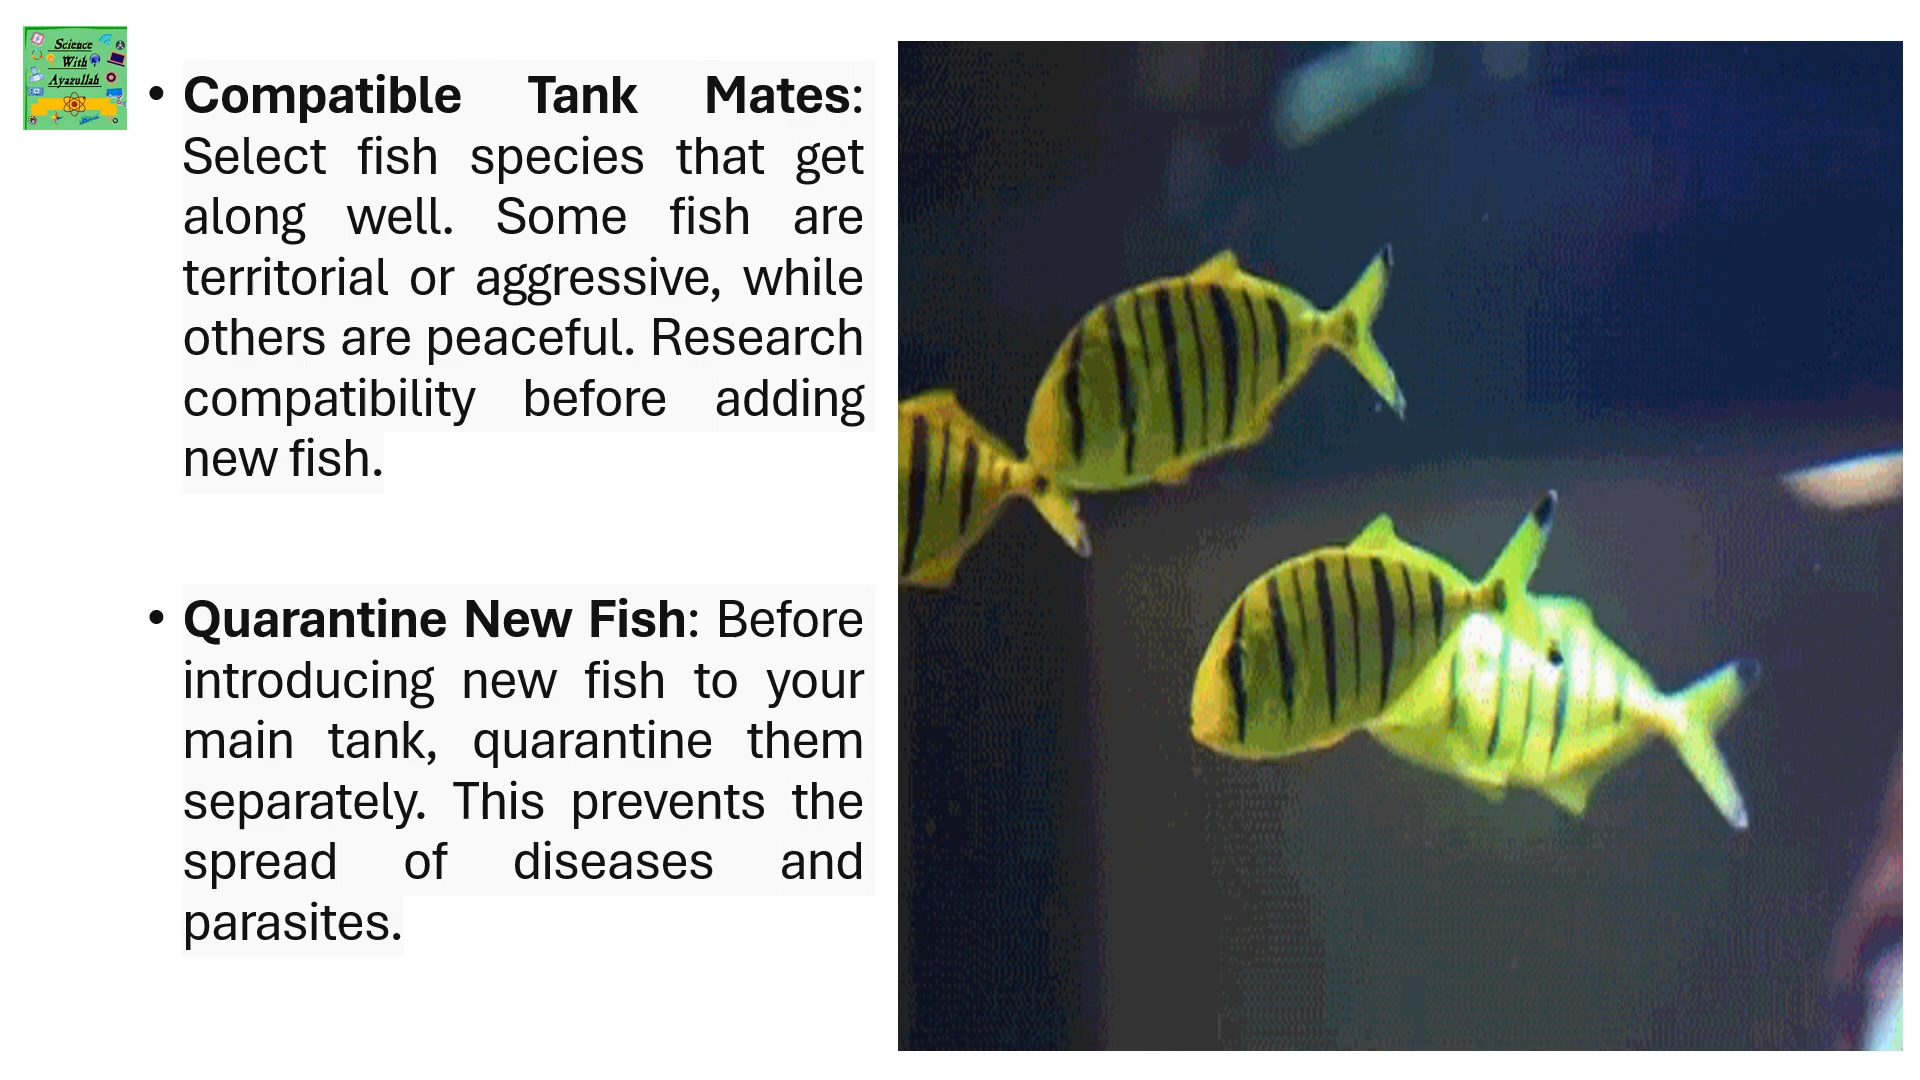 Science
With
Ayazullah
• Compatible Tank Mates:
Select fish species that get
along well. Some fish are
territorial or aggressive, while
others are peaceful. Research
compatibility before adding
new fish.
• Quarantine New Fish: Before
introducing new fish to your
main tank, quarantine them
separately. This prevents the
spread of diseases and
parasites.